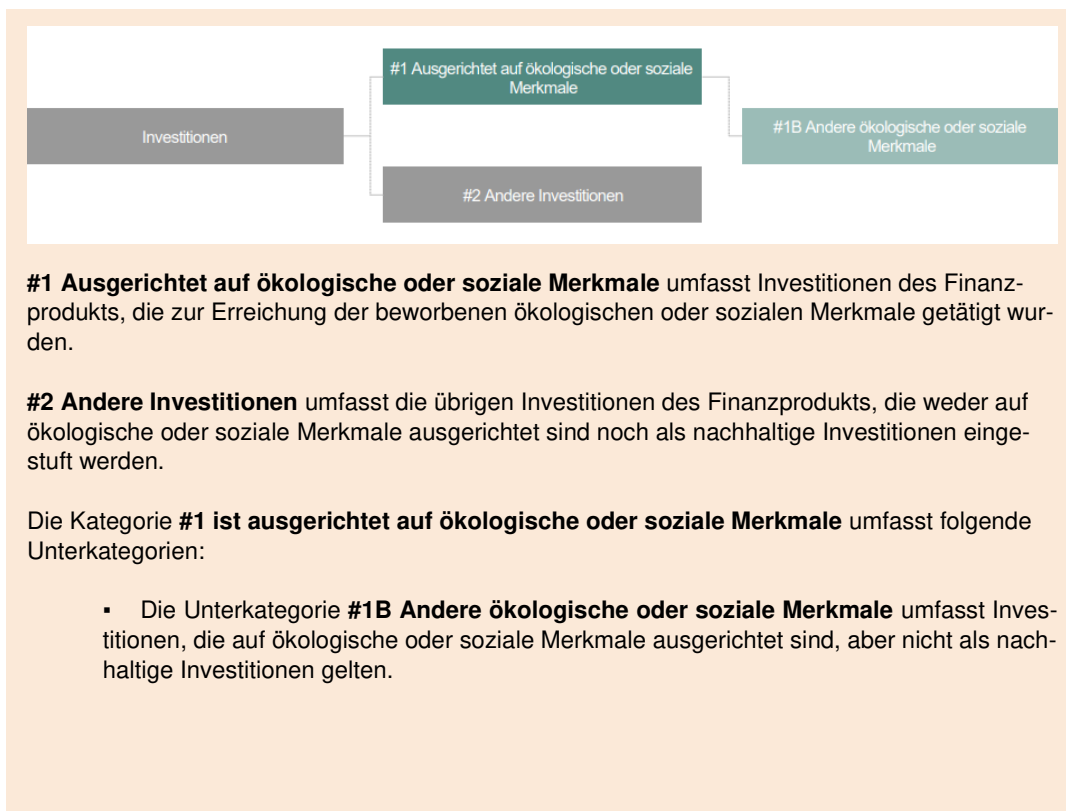 #1 Ausgerichtet auf ökologische oder soziale
Merkmale
Investitionen
#1B Andere ökologische oder soziale
Merkmale
#2 Andere Investitionen
#1 Ausgerichtet auf ökologische oder soziale Merkmale umfasst Investitionen des Finanz-
produkts, die zur Erreichung der beworbenen ökologischen oder sozialen Merkmale getätigt wur-
den.
#2 Andere Investitionen umfasst die übrigen Investitionen des Finanzprodukts, die weder auf
ökologische oder soziale Merkmale ausgerichtet sind noch als nachhaltige Investitionen einge-
stuft werden.
Die Kategorie #1 ist ausgerichtet auf ökologische oder soziale Merkmale umfasst folgende
Unterkategorien:
▪ Die Unterkategorie #1B Andere ökologische oder soziale Merkmale umfasst Inves-
titionen, die auf ökologische oder soziale Merkmale ausgerichtet sind, aber nicht als nach-
haltige Investitionen gelten.